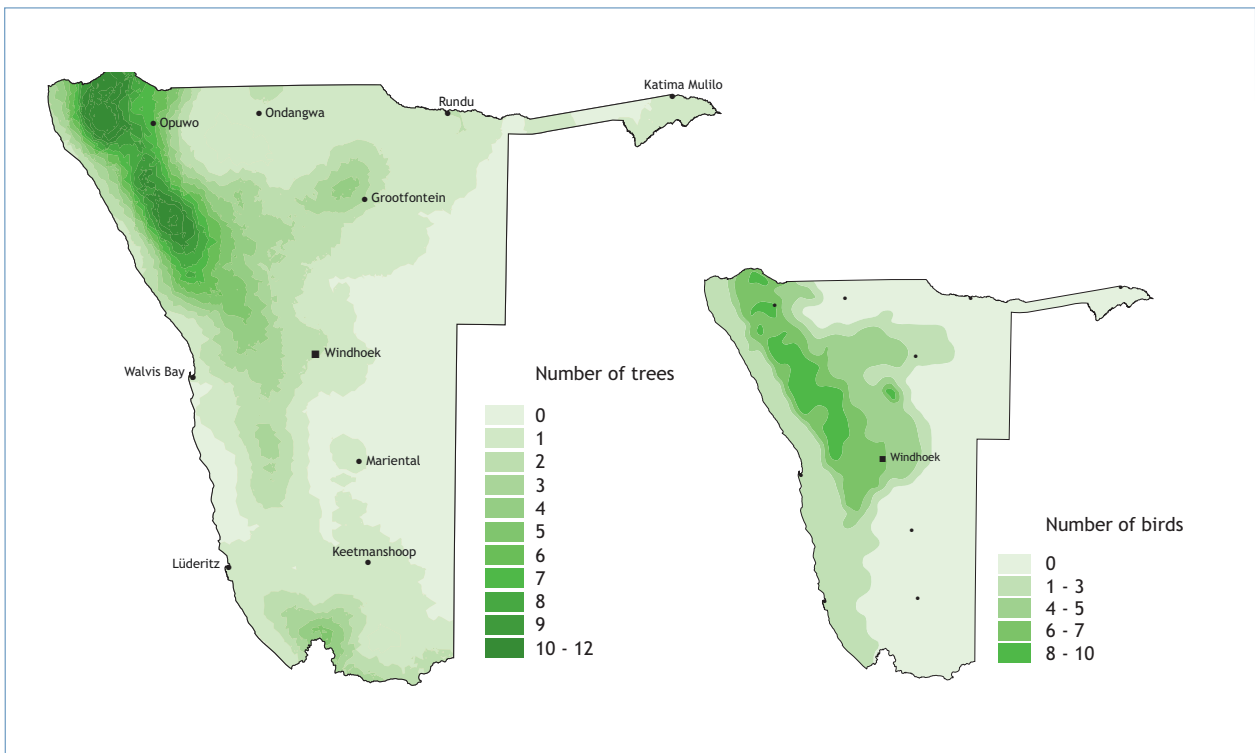 Katima Mulilo
Rundu
Ondangwa
Opuwo
Grootfontein
Windhoek
Walvis Bay
Mariental
Keetmanshoop
Lüderitz
Number of trees
0
1
2
3
4
5
6
7
8
9
10 - 12
Windhoek
Number of birds
0
1 - 3
4 - 5
6 - 7
8 - 10